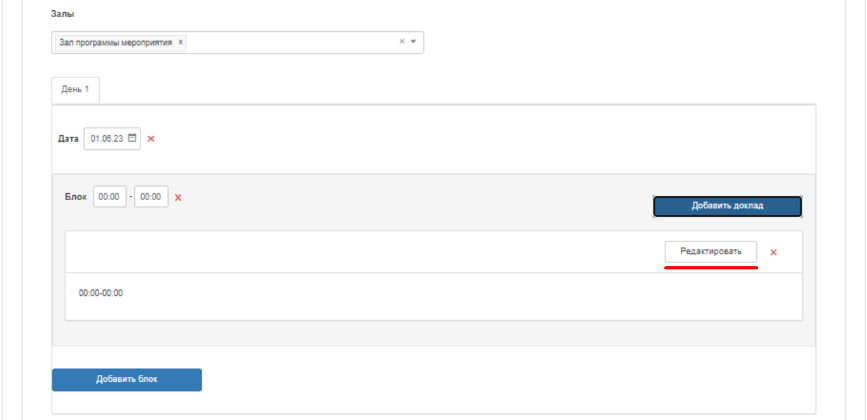 Залы
Зал программы мероприятия x
День 1
Дата 01.06.23
Блок 00:00 - 00:00
Добавить доклад
Редактировать
00:00-00:00
Добавить блок